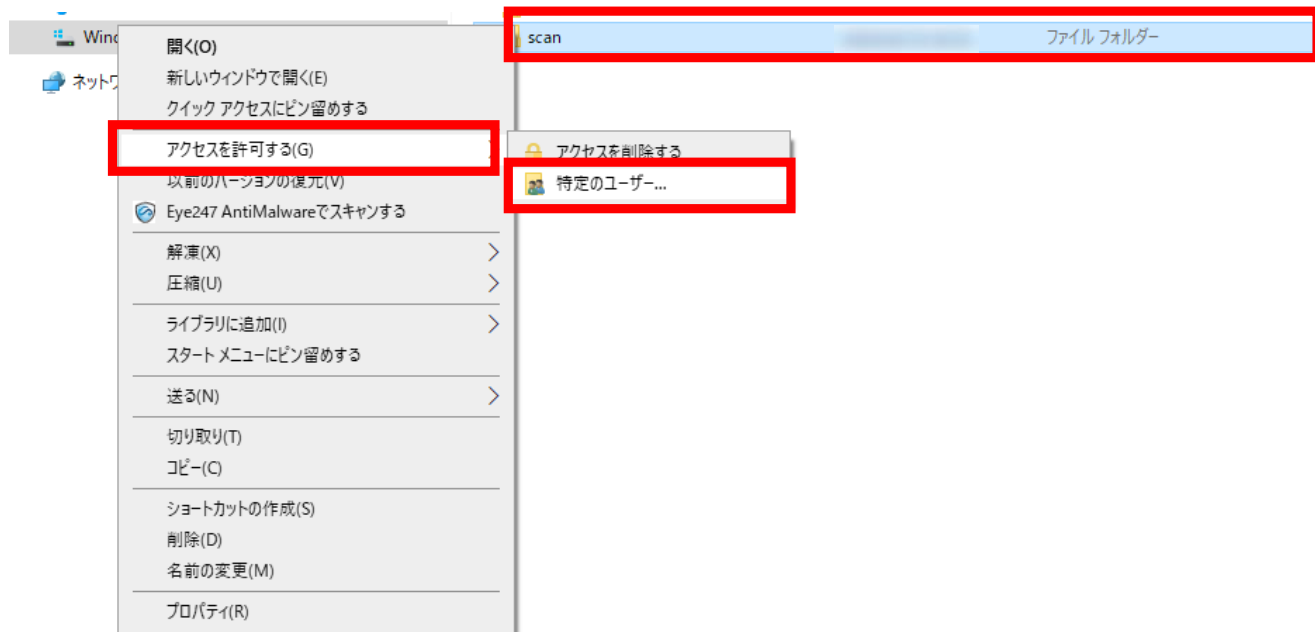 Wind
ネットワ
scan
ファイル フォルダー
開く(O)
新しいウィンドウで開く(E)
クイック アクセスにピン留めする
アクセスを許可する(G)
アクセスを削除する
特定のユーザー...
以前のバージョンの復元(V)
Eye247 AntiMalwareでスキャンする
解凍(X)
圧縮(U)
ライブラリに追加(I)
スタート メニューにピン留めする
送る(N)
切り取り(T)
コピー(C)
ショートカットの作成(S)
削除(D)
名前の変更(M)
プロパティ(R)